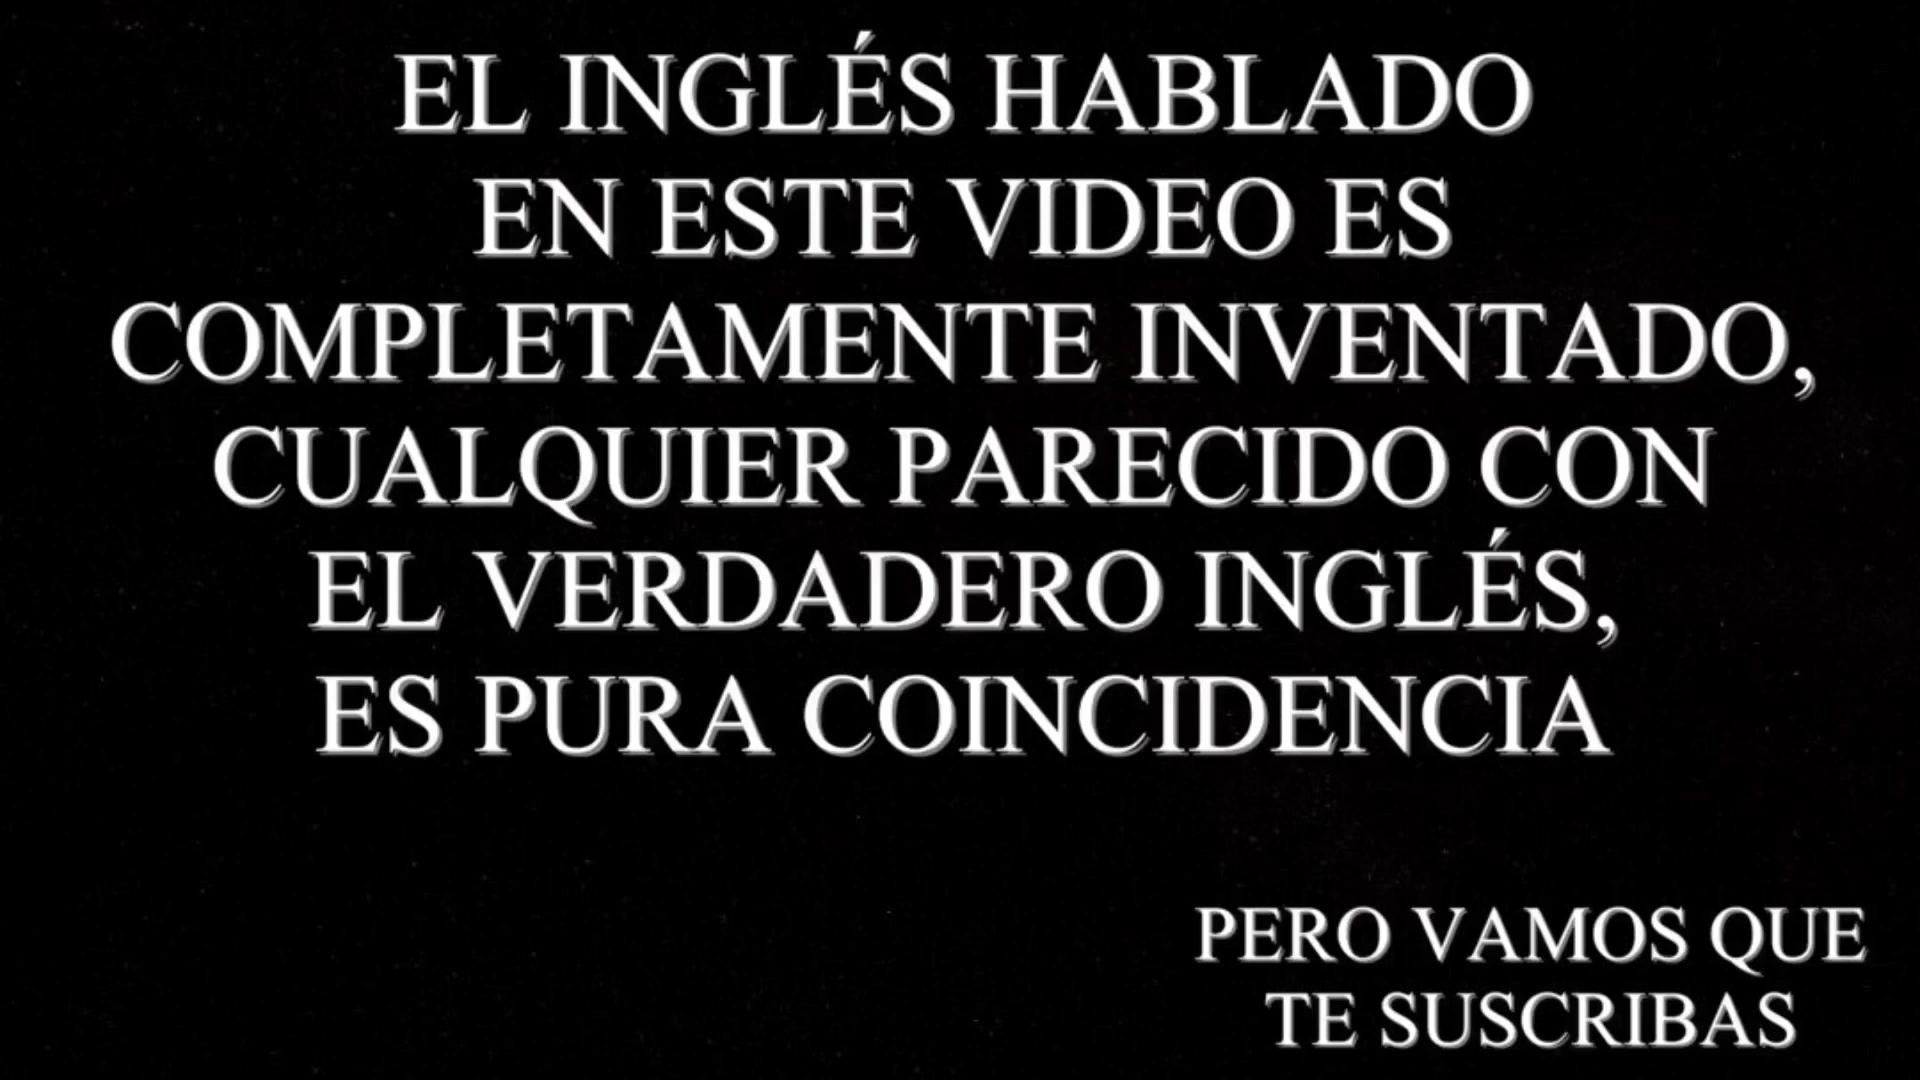 EL INGLÉS HABLADO
EN ESTE VIDEO ES
COMPLETAMENTE INVENTADO,
CUALQUIER PARECIDO CON
EL VERDADERO INGLÉS,
ES PURA COINCIDENCIA
PERO VAMOS QUE
TE SUSCRIBAS